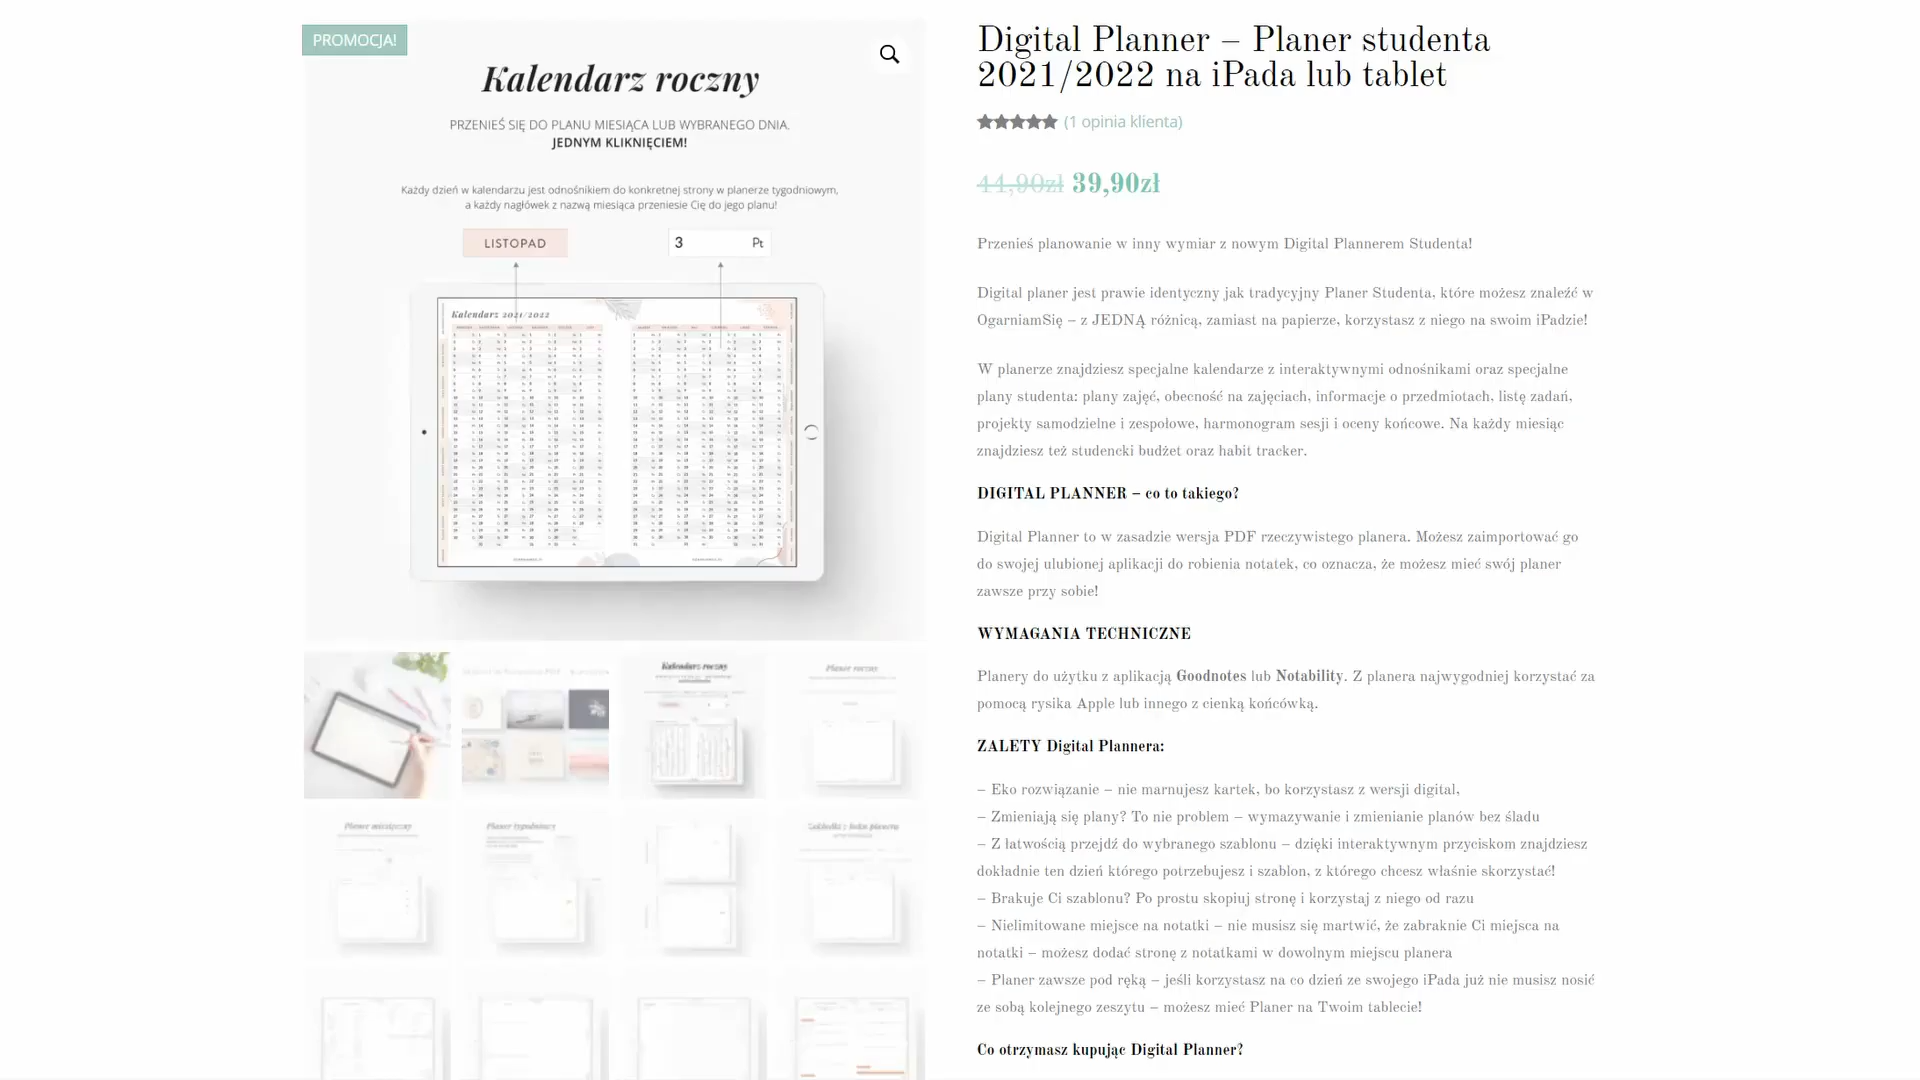 PROMOCJA!
Kalendarz roczny
PRZENIEŚ SIĘ DO PLANU MIESIĄCA LUB WYBRANEGO DNIA.
JEDNYM KLIKNIĘCIEM!
Każdy dzień w kalendarzu jest odnośnikiem do konkretnej strony w planerze tygodniowym,
a każdy nagłówek z nazwą miesiąca przeniesie Cię do jego planu!
LISTOPAD
3 Pt
Kalendarz 2021/2022
Kalendarz roczny
Planer roczny
Planer miesięczny
Planer tygodniowy
Zakładki z boku planera
Digital Planner – Planer studenta
2021/2022 na iPada lub tablet
(1 opinia klienta)
44,90zł 39,90zł
Przenieś planowanie w inny wymiar z nowym Digital Plannerem Studenta!
Digital planer jest prawie identyczny jak tradycyjny Planer Studenta, które możesz znaleźć w
OgarniamSię – z JEDNĄ różnicą, zamiast na papierze, korzystasz z niego na swoim iPadzie!
W planerze znajdziesz specjalne kalendarze z interaktywnymi odnośnikami oraz specjalne
plany studenta: plany zajęć, obecność na zajęciach, informacje o przedmiotach, listę zadań,
projekty samodzielne i zespołowe, harmonogram sesji i oceny końcowe. Na każdy miesiąc
znajdziesz też studencki budżet oraz habit tracker.
DIGITAL PLANNER – co to takiego?
Digital Planner to w zasadzie wersja PDF rzeczywistego planera. Możesz zaimportować go
do swojej ulubionej aplikacji do robienia notatek, co oznacza, że możesz mieć swój planer
zawsze przy sobie!
WYMAGANIA TECHNICZNE
Planery do użytku z aplikacją Goodnotes lub Notability. Z planera najwygodniej korzystać za
pomocą rysika Apple lub innego z cienką końcówką.
ZALETY Digital Plannera:
– Eko rozwiązanie – nie marnujesz kartek, bo korzystasz z wersji digital,
– Zmieniają się plany? To nie problem – wymazywanie i zmienianie planów bez śladu
– Z łatwością przejdź do wybranego szablonu – dzięki interaktywnym przyciskom znajdziesz
dokładnie ten dzień którego potrzebujesz i szablon, z którego chcesz właśnie skorzystać!
– Brakuje Ci szablonu? Po prostu skopiuj stronę i korzystaj z niego od razu
– Nielimitowane miejsce na notatki – nie musisz się martwić, że zabraknie Ci miejsca na
notatki – możesz dodać stronę z notatkami w dowolnym miejscu planera
– Planer zawsze pod ręką – jeśli korzystasz na co dzień ze swojego iPada już nie musisz nosić
ze sobą kolejnego zeszytu – możesz mieć Planer na Twoim tablecie!
Co otrzymasz kupując Digital Planner?